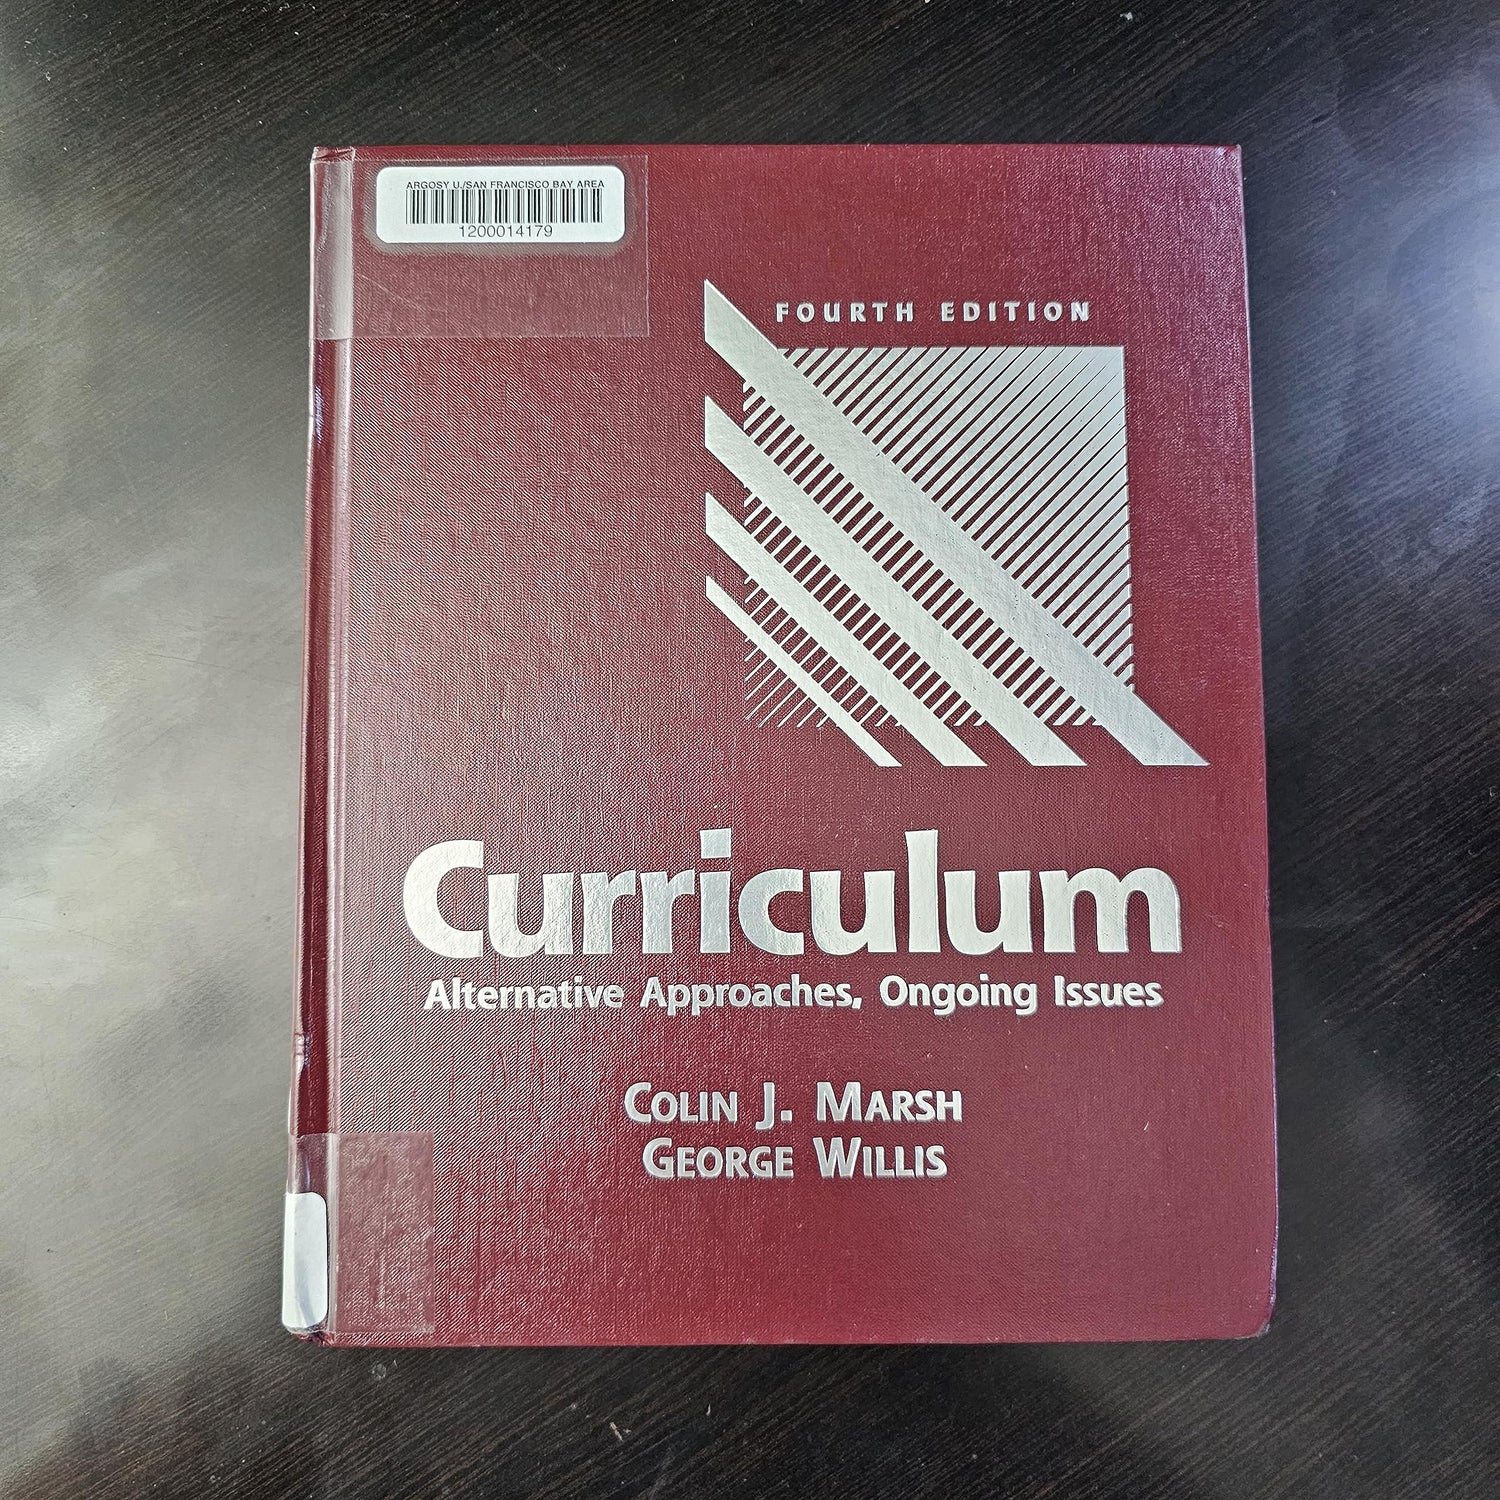 ARGOSY U./SAN FRANCISCO BAY AREA
1200014179
FOURTH EDITION
Curriculum
Alternative Approaches, Ongoing Issues
COLIN J. MARSH
GEORGE WILLIS